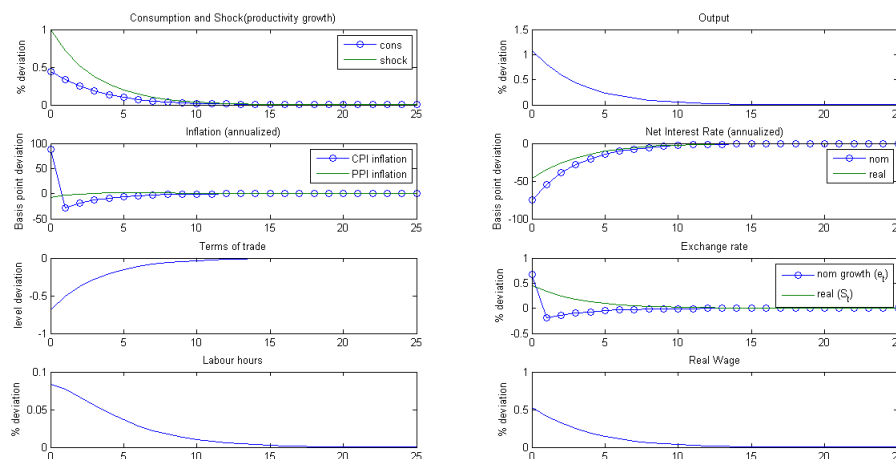 Consumption and Shock(productivity growth)
% deviation
1
0.5
0
cons
shock
0 5 10 15 20 25
Output
% deviation
1.5
1
0.5
0
0 5 10 15 20 25
Inflation (annualized)
Basis point deviation
100
50
0
-50
CPI inflation
PPI inflation
0 5 10 15 20 25
Net Interest Rate (annualized)
Basis point deviation
0
-50
-100
nom
real
0 5 10 15 20 25
Terms of trade
level deviation
0
-0.5
-1
0 5 10 15 20 25
Exchange rate
% deviation
1
0.5
0
-0.5
nom growth (e_t)
real (S_t)
0 5 10 15 20 25
Labour hours
% deviation
0.1
0.05
0
0 5 10 15 20 25
Real Wage
% deviation
1
0.5
0
0 5 10 15 20 25